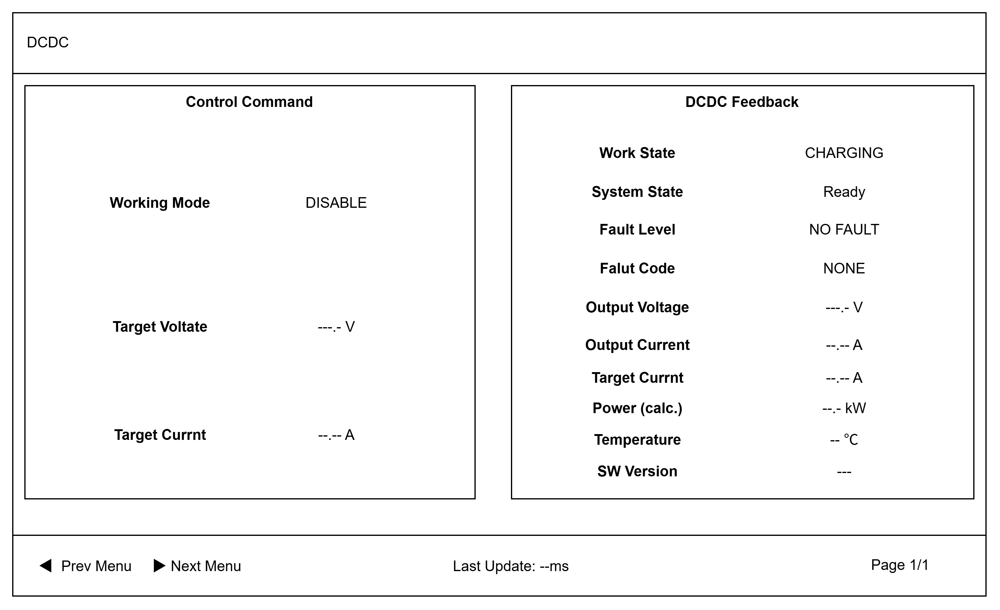 DCDC
Control Command
Working Mode DISABLE
Target Voltate ---.- V
Target Currnt --.-- A
DCDC Feedback
Work State CHARGING
System State Ready
Fault Level NO FAULT
Falut Code NONE
Output Voltage ---.- V
Output Current --.-- A
Target Currnt --.-- A
Power (calc.) --.- kW
Temperature -- ℃
SW Version ---
◀ Prev Menu ▶ Next Menu Last Update: --ms Page 1/1